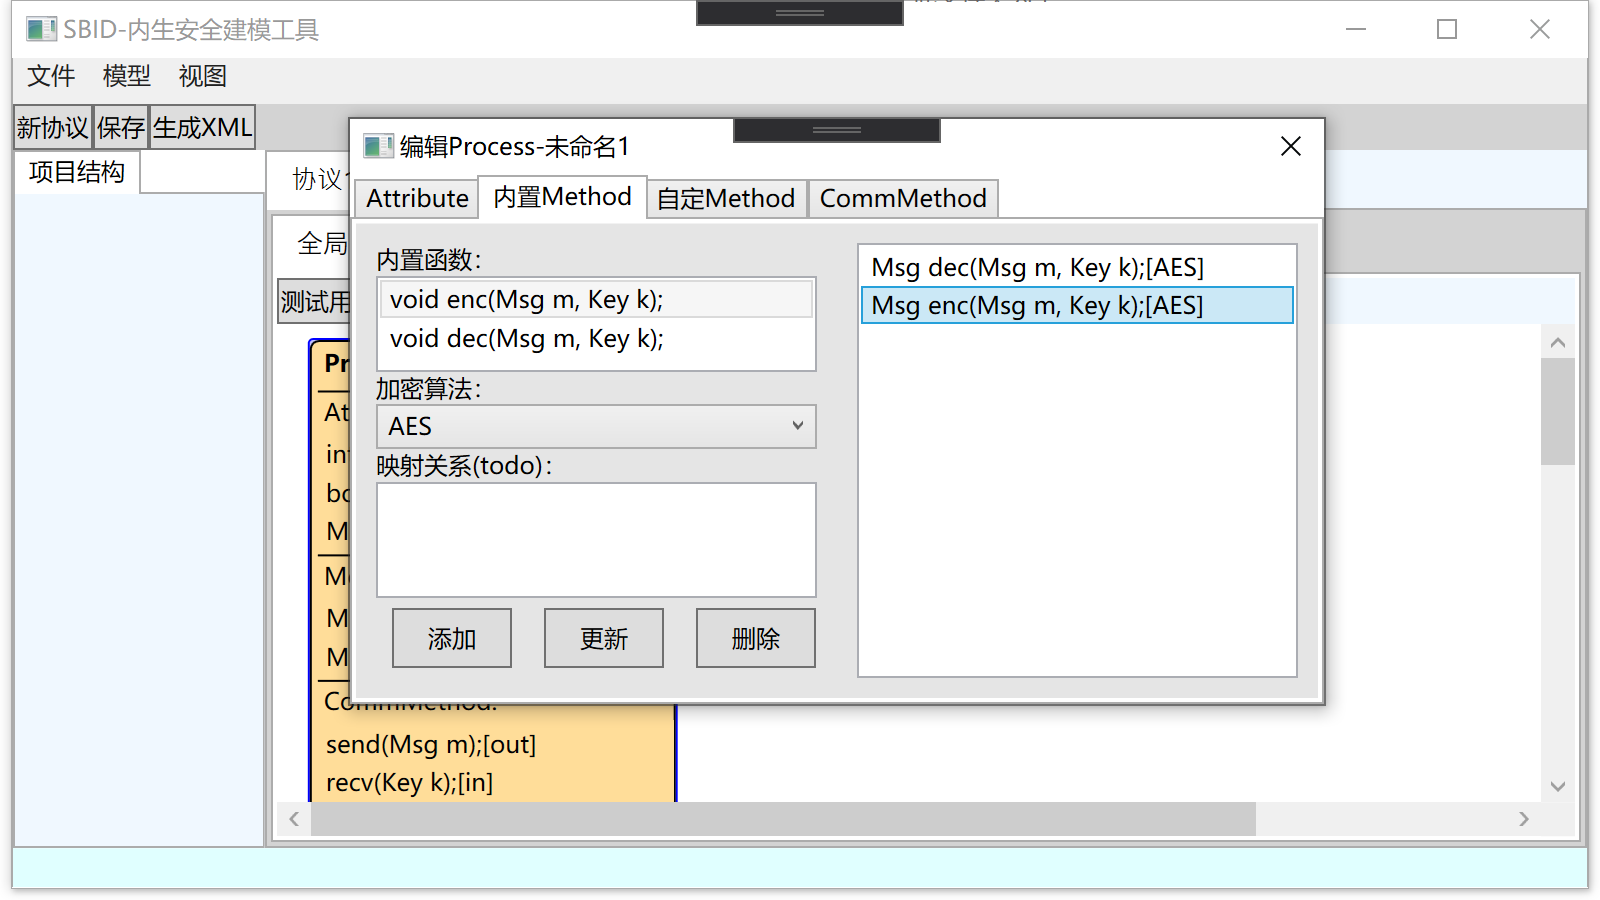 SBID-内生安全建模工具
文件 模型 视图
新协议 保存 生成XML
项目结构
协议
全局
测试用
编辑Process-未命名1
Attribute 内置Method 自定Method CommMethod
内置函数:
void enc(Msg m, Key k);
void dec(Msg m, Key k);
加密算法:
AES
映射关系(todo):
添加 更新 删除
Msg dec(Msg m, Key k);[AES]
Msg enc(Msg m, Key k);[AES]
Pr
At
M
M
M
CommMethod:
send(Msg m);[out]
recv(Key k);[in]